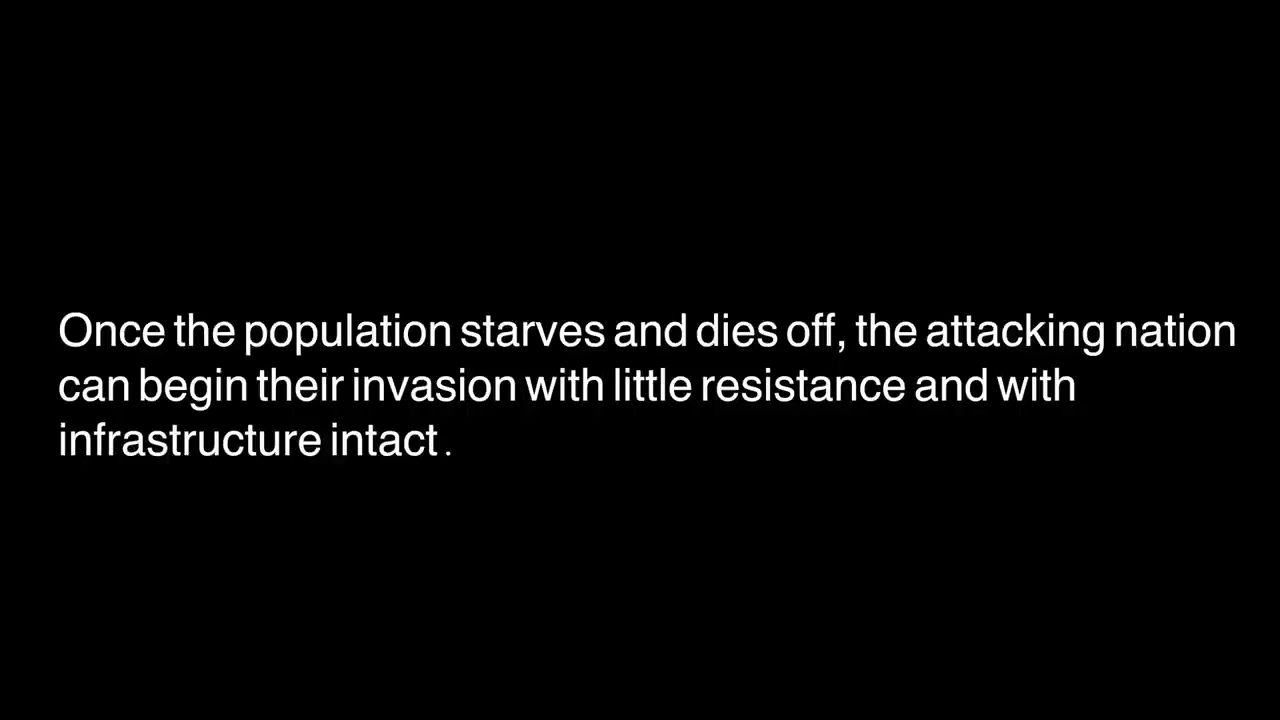 Once the population starves and dies off, the attacking nation
can begin their invasion with little resistance and with
infrastructure intact .